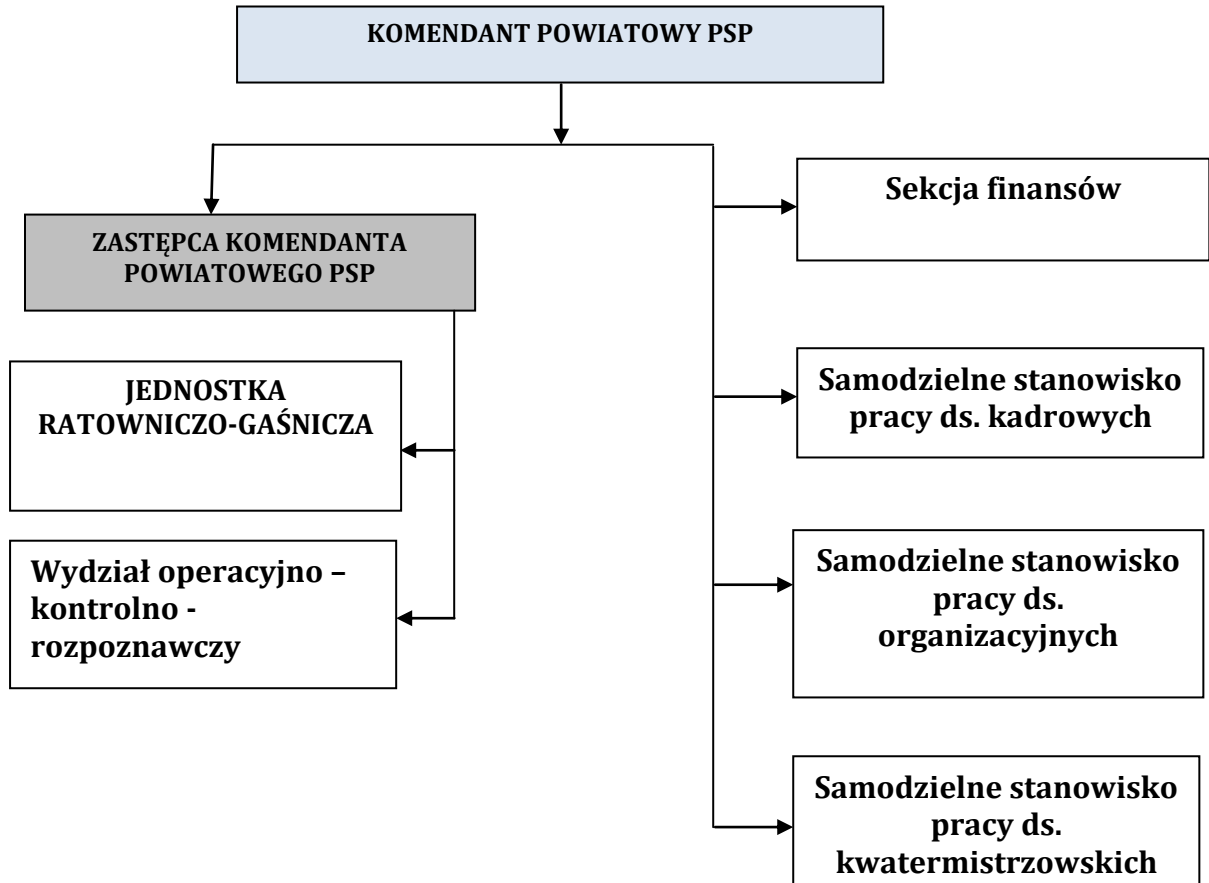 KOMENDANT POWIATOWY PSP
ZASTĘPCA KOMENDANTA
POWIATOWEGO PSP
JEDNOSTKA
RATOWNICZO-GAŚNICZA
Wydział operacyjno –
kontrolno -
rozpoznawczy
Sekcja finansów
Samodzielne stanowisko
pracy ds. kadrowych
Samodzielne stanowisko
pracy ds.
organizacyjnych
Samodzielne stanowisko
pracy ds.
kwatermistrzowskich